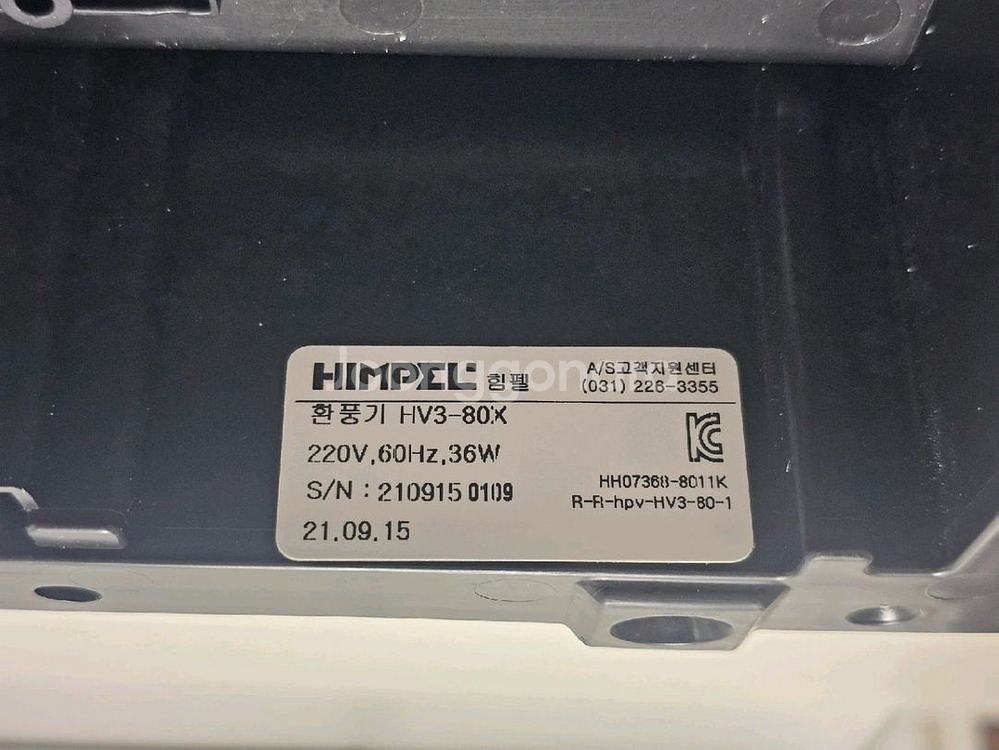 HIMPEL 힘펠
A/S고객지원센터
(031) 226-3355
환풍기 HV3-80X
220V,60Hz,36W
S/N : 210915 0109
21.09.15
HH07368-8011K
R-R-hpv-HV3-80-1